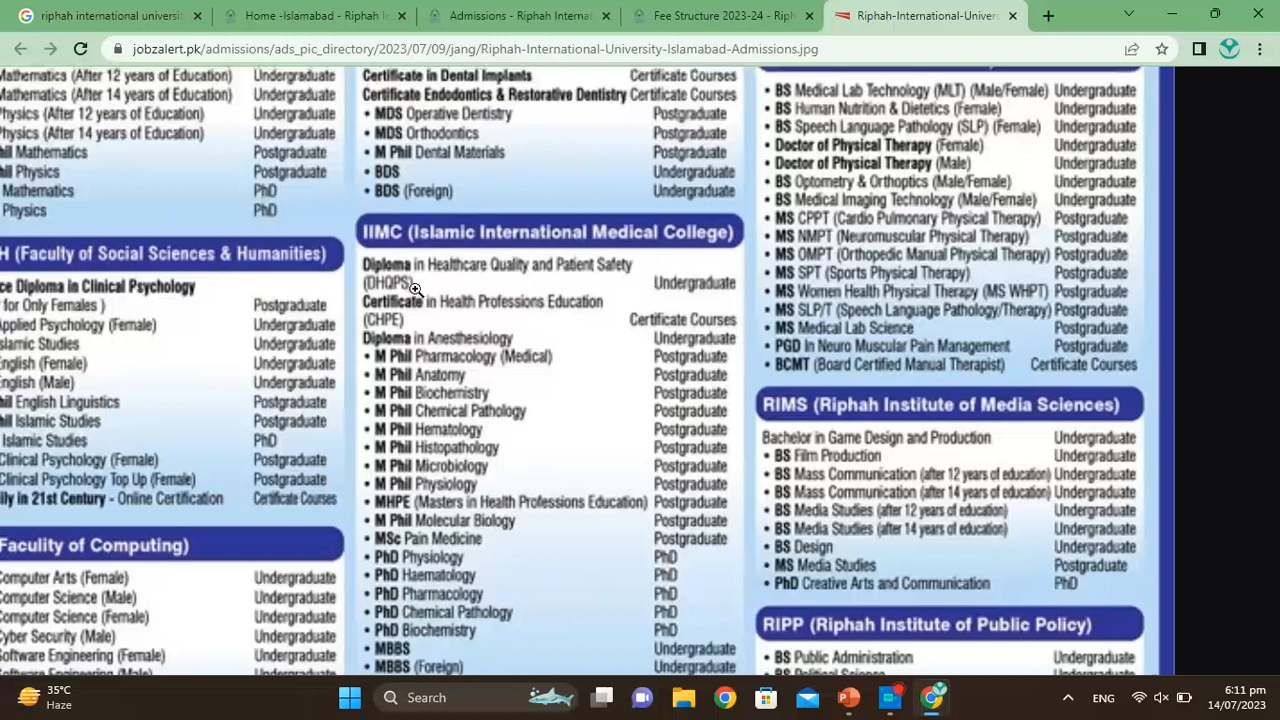 riphah international universit
Home -Islamabad - Riphah I
Admissions - Riphah Internat
Fee Structure 2023-24 - Riph
Riphah-International-Univers
jobzalert.pk/admissions/ads_pic_directory/2023/07/09/jang/Riphah-International-University-Islamabad-Admissions.jpg
Mathematics (After 12 years of Education) Undergraduate
Mathematics (After 14 years of Education) Undergraduate
Physics (After 12 years of Education) Undergraduate
Physics (After 14 years of Education) Undergraduate
hil Mathematics Postgraduate
hil Physics Postgraduate
Mathematics PhD
Physics PhD
H (Faculty of Social Sciences & Humanities)
ce Diploma in Clinical Psychology
for Only Females ) Postgraduate
Applied Psychology (Female) Undergraduate
slamic Studies Undergraduate
English (Female) Undergraduate
English (Male) Undergraduate
hil English Linguistics Postgraduate
hil Islamic Studies Postgraduate
Islamic Studies PhD
Clinical Psychology (Female) Postgraduate
Clinical Psychology Top Up (Female) Postgraduate
ily in 21st Century - Online Certification Certificate Courses
Faculity of Computing)
Computer Arts (Female) Undergraduate
Computer Science (Male) Undergraduate
Computer Science (Female) Undergraduate
Cyber Security (Male) Undergraduate
Software Engineering (Female) Undergraduate
Software Engineering (Male) Undergraduate
Certificate in Dental Implants Certificate Courses
Certificate Endodontics & Restorative Dentistry Certificate Courses
• MDS Operative Dentistry Postgraduate
• MDS Orthodontics Postgraduate
• M Phil Dental Materials Postgraduate
• BDS Undergraduate
• BDS (Foreign) Undergraduate
IIMC (Islamic International Medical College)
Diploma in Healthcare Quality and Patient Safety
(DHQPS) Undergraduate
Certificate in Health Professions Education
(CHPE) Certificate Courses
Diploma in Anesthesiology Undergraduate
• M Phil Pharmacology (Medical) Postgraduate
• M Phil Anatomy Postgraduate
• M Phil Biochemistry Postgraduate
• M Phil Chemical Pathology Postgraduate
• M Phil Hematology Postgraduate
• M Phil Histopathology Postgraduate
• M Phil Microbiology Postgraduate
• M Phil Physiology Postgraduate
• MHPE (Masters in Health Professions Education) Postgraduate
• M Phil Molecular Biology Postgraduate
• MSc Pain Medicine Postgraduate
• PhD Physiology PhD
• PhD Haematology PhD
• PhD Pharmacology PhD
• PhD Chemical Pathology PhD
• PhD Biochemistry PhD
• MBBS Undergraduate
• MBBS (Foreign) Undergraduate
• BS Medical Lab Technology (MLT) (Male/Female) Undergraduate
• BS Human Nutrition & Dietetics (Female) Undergraduate
• BS Speech Language Pathology (SLP) (Female) Undergraduate
• Doctor of Physical Therapy (Female) Undergraduate
• Doctor of Physical Therapy (Male) Undergraduate
• BS Optometry & Orthoptics (Male/Female) Undergraduate
• BS Medical Imaging Technology (Male/Female) Undergraduate
• MS CPPT (Cardio Pulmonary Physical Therapy) Postgraduate
• MS NMPT (Neuromuscular Physical Therapy) Postgraduate
• MS OMPT (Orthopedic Manual Physical Therapy) Postgraduate
• MS SPT (Sports Physical Therapy) Postgraduate
• MS Women Health Physical Therapy (MS WHPT) Postgraduate
• MS SLP/T (Speech Language Pathology/Therapy) Postgraduate
• MS Medical Lab Science Postgraduate
• PGD In Neuro Muscular Pain Management Postgraduate
• BCMT (Board Certified Manual Therapist) Certificate Courses
RIMS (Riphah Institute of Media Sciences)
Bachelor in Game Design and Production Undergraduate
• BS Film Production Undergraduate
• BS Mass Communication (after 12 years of education) Undergraduate
• BS Mass Communication (after 14 years of education) Undergraduate
• BS Media Studies (after 12 years of education) Undergraduate
• BS Media Studies (after 14 years of education) Undergraduate
• BS Design Undergraduate
• MS Media Studies Postgraduate
• PhD Creative Arts and Communication PhD
RIPP (Riphah Institute of Public Policy)
• BS Public Administration Undergraduate
35°C
Haze
Search
ENG
6:11 pm
14/07/2023